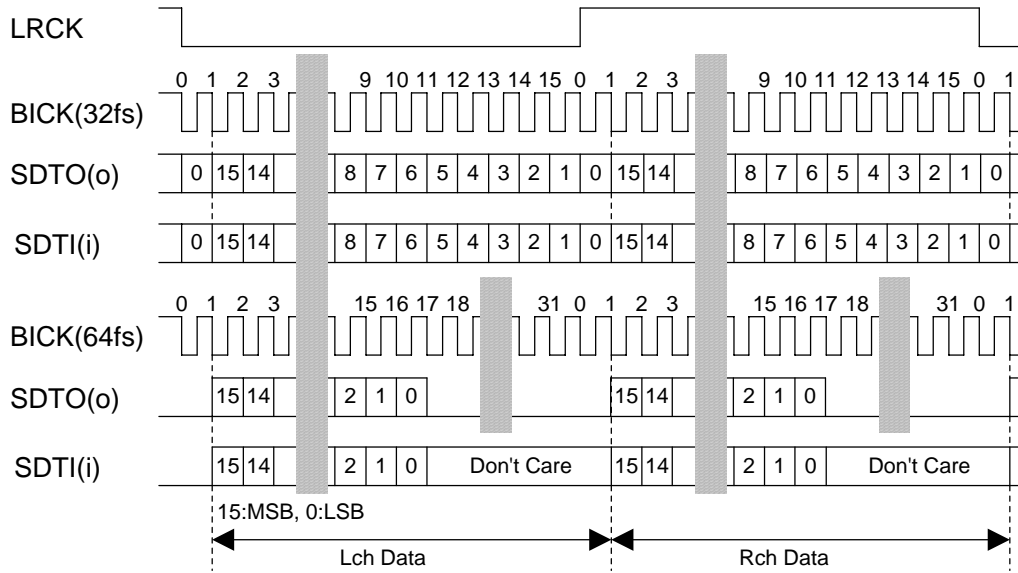 LRCK
0 1 2 3 9 10 11 12 13 14 15 0 1 2 3 9 10 11 12 13 14 15 0 1
BICK(32fs)
SDTO(o) 0 15 14 8 7 6 5 4 3 2 1 0 15 14 8 7 6 5 4 3 2 1 0
SDTI(i) 0 15 14 8 7 6 5 4 3 2 1 0 15 14 8 7 6 5 4 3 2 1 0
0 1 2 3 15 16 17 18 31 0 1 2 3 15 16 17 18 31 0 1
BICK(64fs)
SDTO(o) 15 14 2 1 0 15 14 2 1 0
SDTI(i) 15 14 2 1 0 Don't Care 15 14 2 1 0 Don't Care
15:MSB, 0:LSB
Lch Data Rch Data